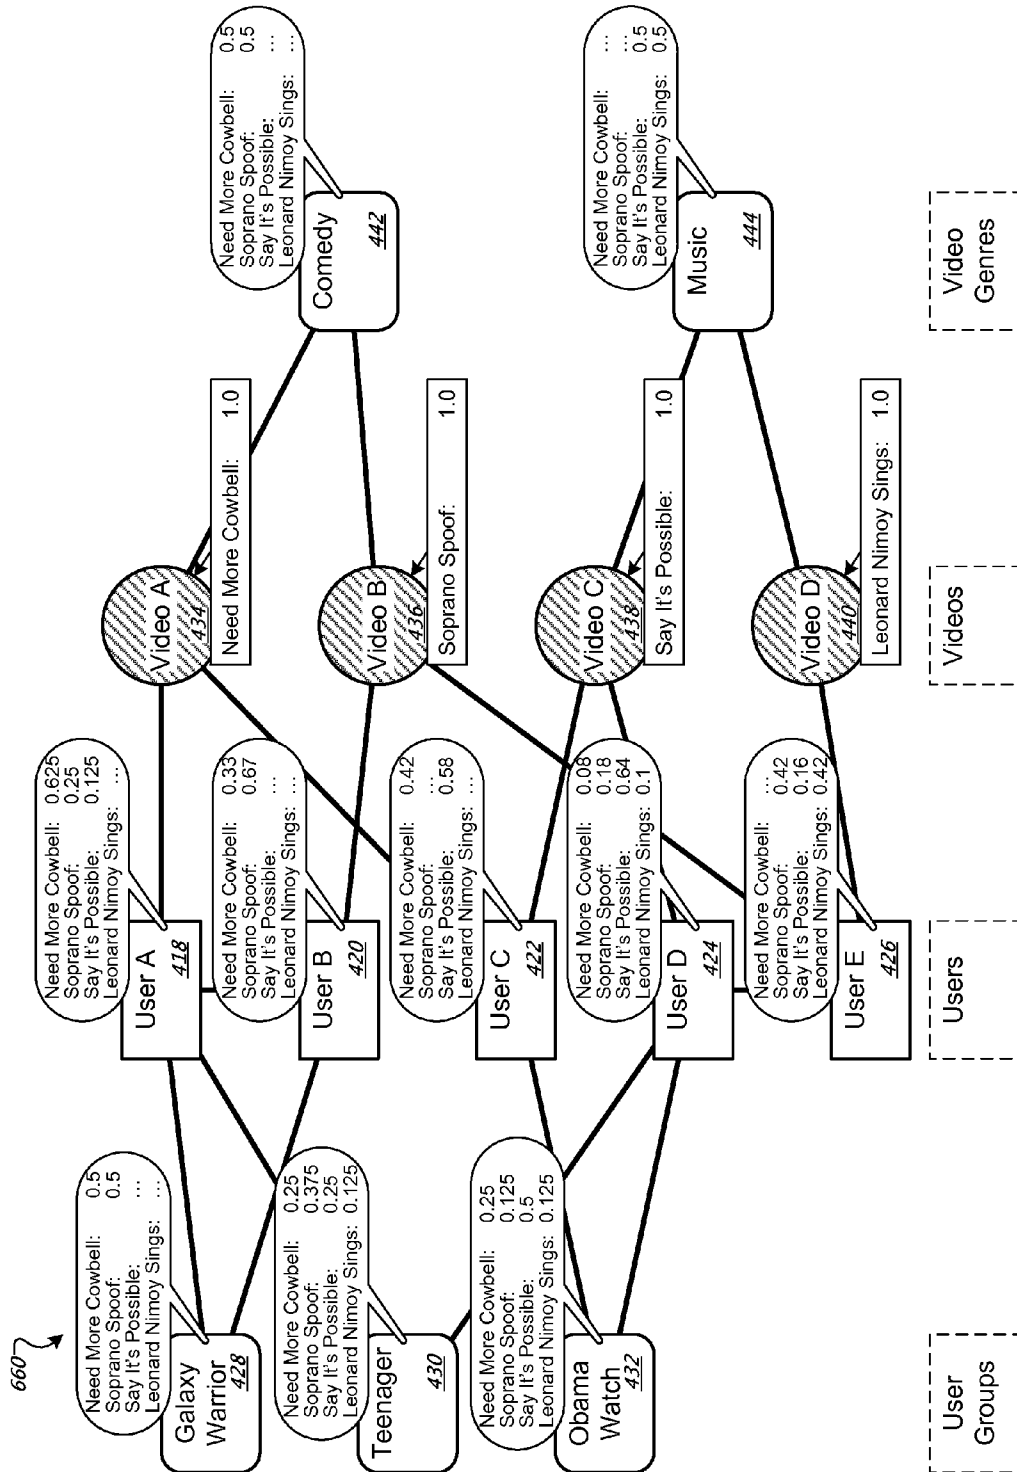 660
Need More Cowbell: 0.5
Soprano Spoof: 0.5
Say It's Possible: ...
Leonard Nimoy Sings: ...
Galaxy
Warrior
428
Need More Cowbell: 0.25
Soprano Spoof: 0.375
Say It's Possible: 0.25
Leonard Nimoy Sings: 0.125
Teenager
430
Need More Cowbell: 0.25
Soprano Spoof: 0.125
Say It's Possible: 0.5
Leonard Nimoy Sings: 0.125
Obama
Watch
432
User
Groups
Need More Cowbell: 0.625
Soprano Spoof: 0.25
Say It's Possible: 0.125
Leonard Nimoy Sings: ...
User A
418
Need More Cowbell: 0.33
Soprano Spoof: 0.67
Say It's Possible: ...
Leonard Nimoy Sings: ...
User B
420
Need More Cowbell: 0.42
Soprano Spoof: ...
Say It's Possible: 0.58
Leonard Nimoy Sings: ...
User C
422
Need More Cowbell: 0.08
Soprano Spoof: 0.18
Say It's Possible: 0.64
Leonard Nimoy Sings: 0.1
User D
424
Need More Cowbell: ...
Soprano Spoof: 0.42
Say It's Possible: 0.16
Leonard Nimoy Sings: 0.42
User E
426
Users
Video A
434
Need More Cowbell: 1.0
Video B
436
Soprano Spoof: 1.0
Video C
438
Say It's Possible: 1.0
Video D
440
Leonard Nimoy Sings: 1.0
Videos
Need More Cowbell: 0.5
Soprano Spoof: 0.5
Say It's Possible: ...
Leonard Nimoy Sings: ...
Comedy
442
Need More Cowbell: ...
Soprano Spoof: ...
Say It's Possible: 0.5
Leonard Nimoy Sings: 0.5
Music
444
Video
Genres